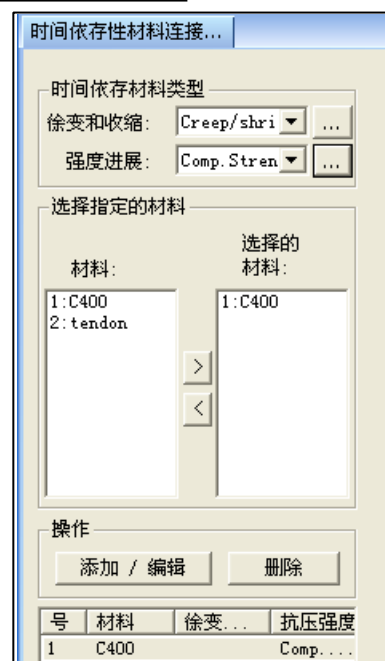 时间依存性材料连接...
时间依存材料类型
徐变和收缩: Creep/shri ...
强度进展: Comp.Stren ...
选择指定的材料
材料:
选择的
材料:
1:C400
2:tendon
1:C400
>
<
操作
添加 / 编辑 删除
号 材料 徐变... 抗压强度
1 C400 Comp....